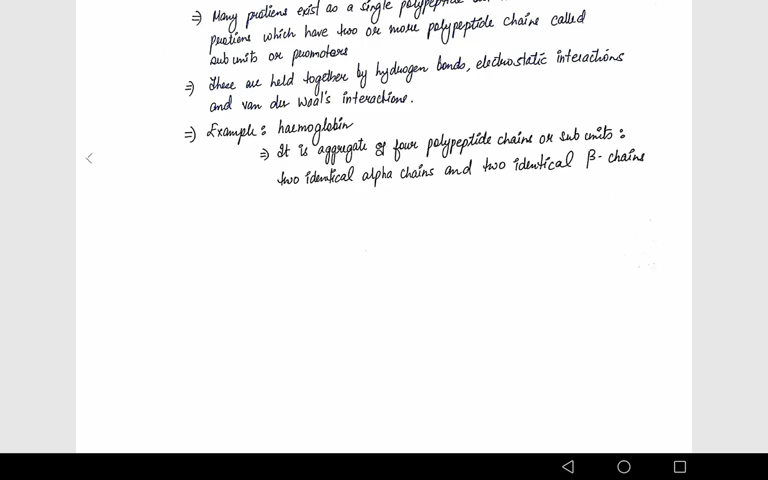 ⇒ Many protiens exist as a single polypeptide
protiens which have two or more polypeptide chains called
sub units or promoters
⇒ These are held together by hydrogen bonds, electrostatic interactions
and van der Waal's interactions.
⇒ Example: haemoglobin
⇒ It is aggregate of four polypeptide chains or sub units:
two identical alpha chains and two identical β- chains